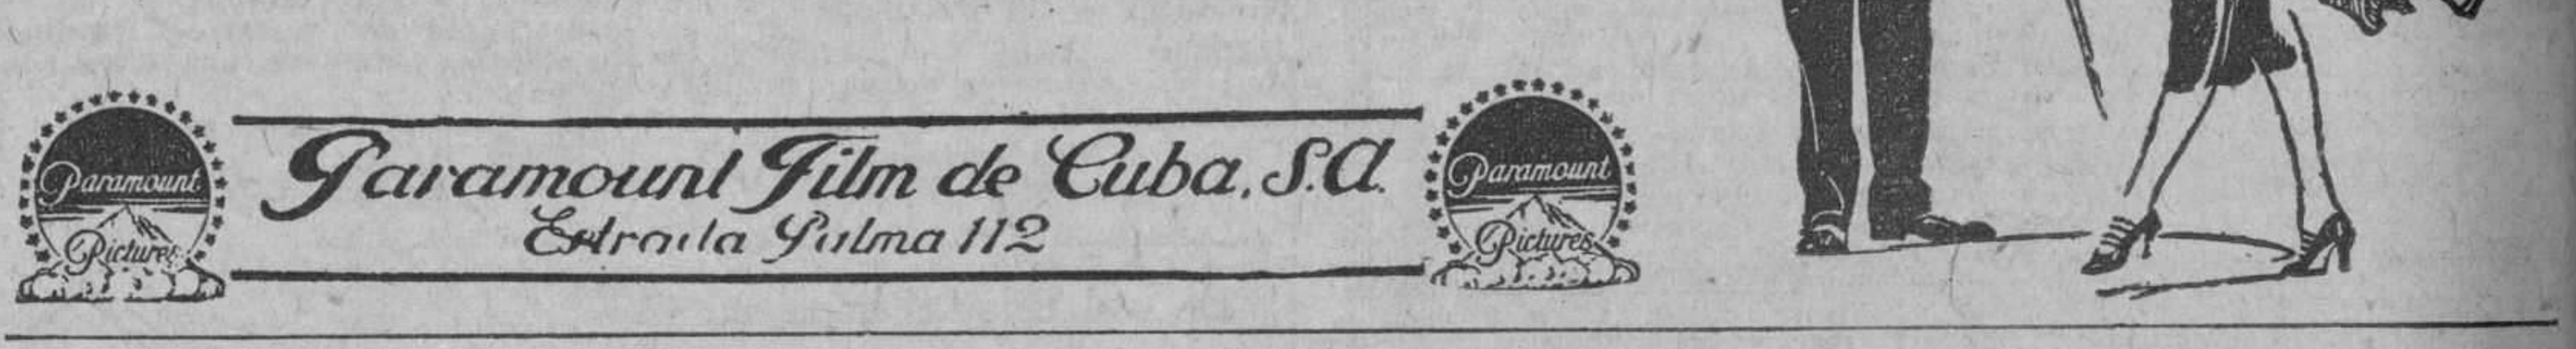 Paramount
Pictures
Paramount Film de Cuba, S.A.
Estrada Palma 112
Paramount
Pictures